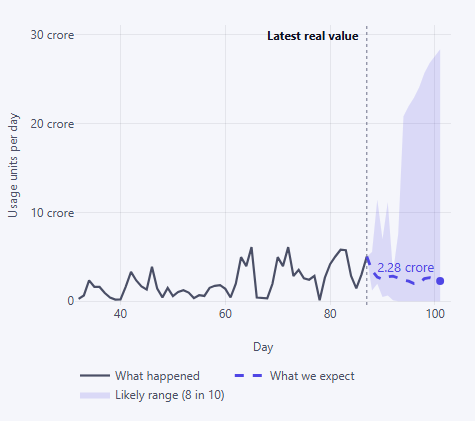 Latest real value
30 crore
20 crore
10 crore
0
Usage units per day
2.28 crore
40
60
80
100
Day
What happened
What we expect
Likely range (8 in 10)